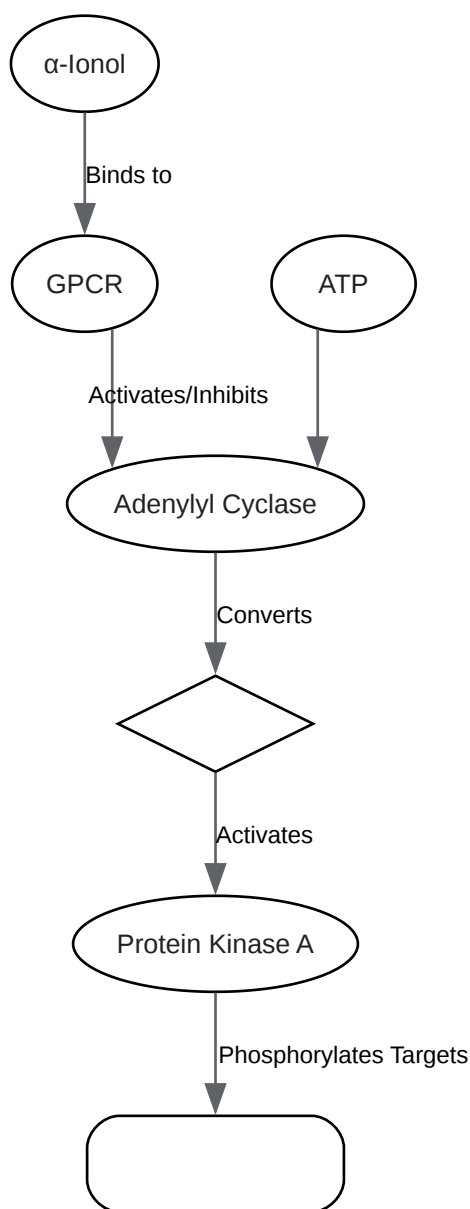 α-Ionol
Binds to
GPCR
ATP
Activates/Inhibits
Adenylyl Cyclase
Converts
Activates
Protein Kinase A
Phosphorylates Targets